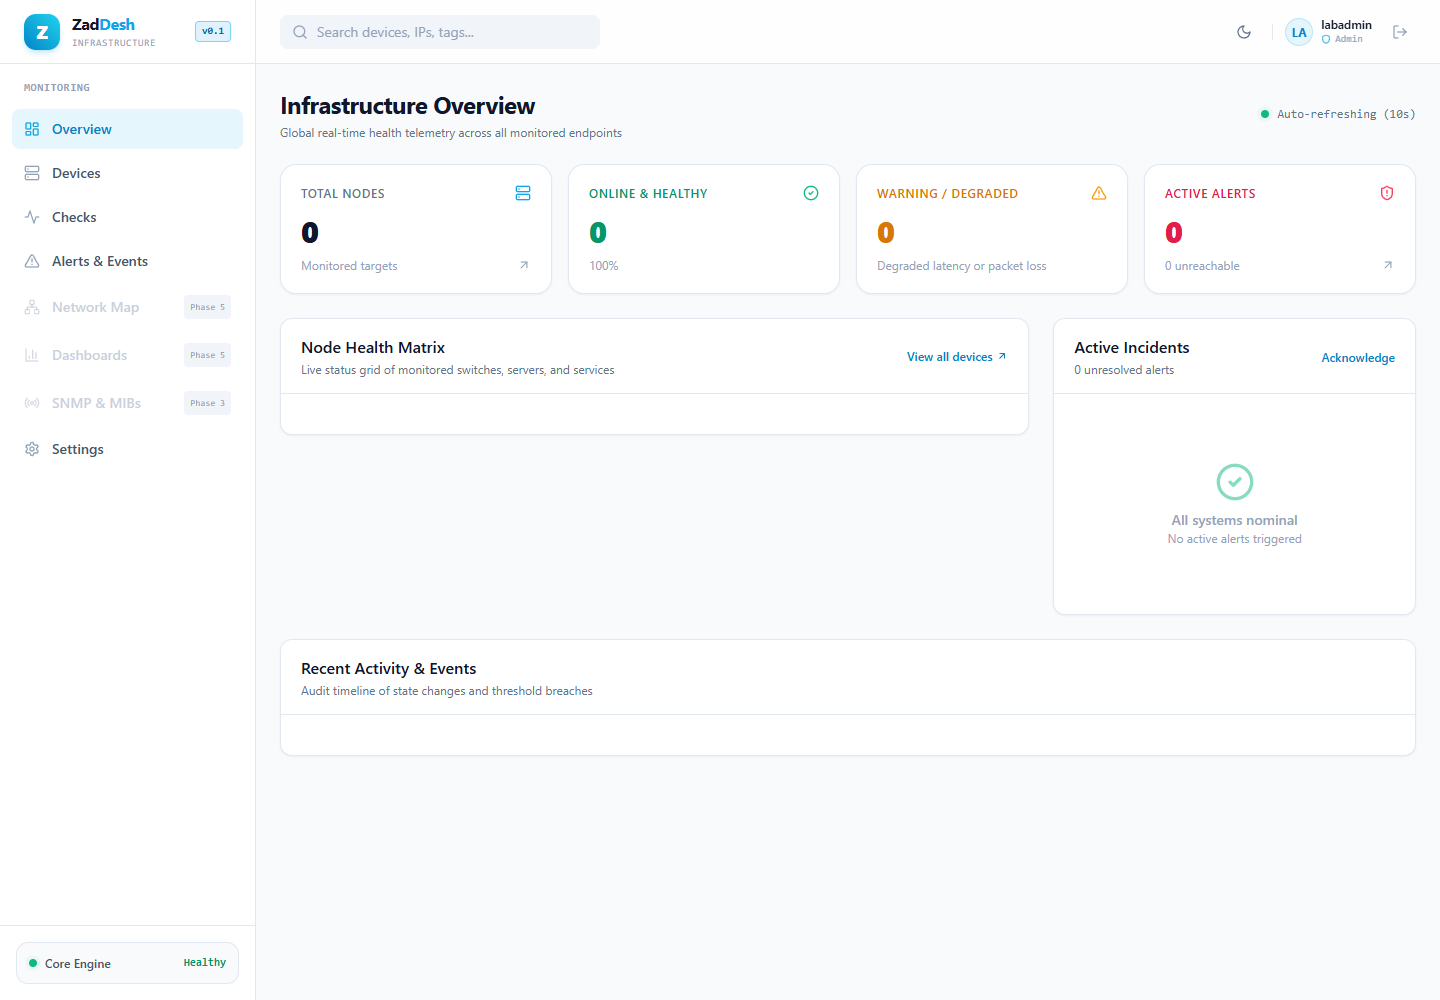 Z
ZadDesh
INFRASTRUCTURE
v0.1
Search devices, IPs, tags...
LA
labadmin
Admin
MONITORING
Overview
Devices
Checks
Alerts & Events
Network Map
Phase 5
Dashboards
Phase 5
SNMP & MIBs
Phase 3
Settings
Core Engine
Healthy
Infrastructure Overview
Global real-time health telemetry across all monitored endpoints
Auto-refreshing (10s)
TOTAL NODES
0
Monitored targets
ONLINE & HEALTHY
0
100%
WARNING / DEGRADED
0
Degraded latency or packet loss
ACTIVE ALERTS
0
0 unreachable
Node Health Matrix
Live status grid of monitored switches, servers, and services
View all devices
Active Incidents
0 unresolved alerts
Acknowledge
All systems nominal
No active alerts triggered
Recent Activity & Events
Audit timeline of state changes and threshold breaches